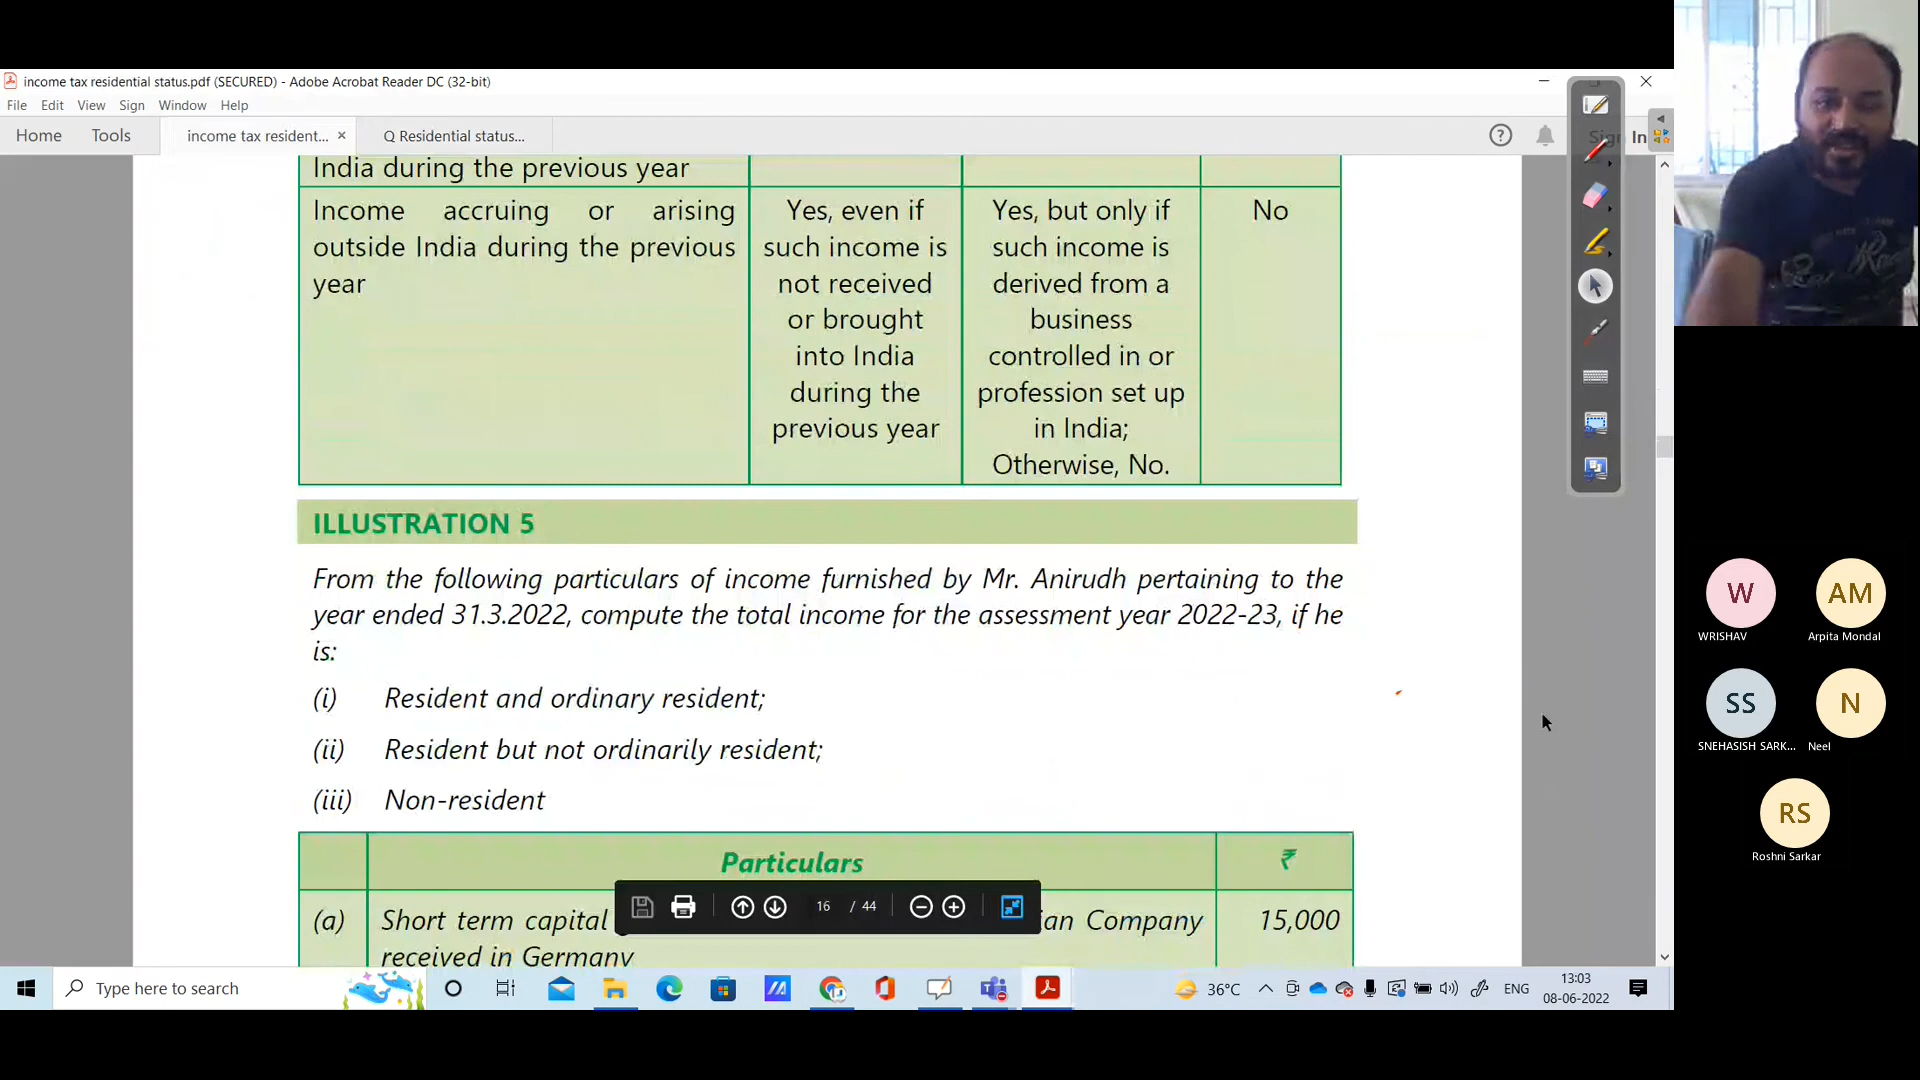 income tax residential status.pdf (SECURED) - Adobe Acrobat Reader DC (32-bit)
File Edit View Sign Window Help
Home Tools income tax resident... × Q Residential status... Sign In
India during the previous year
Income accruing or arising
outside India during the previous
year
Yes, even if
such income is
not received
or brought
into India
during the
previous year
Yes, but only if
such income is
derived from a
business
controlled in or
profession set up
in India;
Otherwise, No.
No
ILLUSTRATION 5
From the following particulars of income furnished by Mr. Anirudh pertaining to the
year ended 31.3.2022, compute the total income for the assessment year 2022-23, if he
is:
(i) Resident and ordinary resident;
(ii) Resident but not ordinarily resident;
(iii) Non-resident
Particulars ₹
(a) Short term capital ian Company 15,000
received in Germany
16 / 44
Type here to search
36°C ENG 13:03
08-06-2022
W AM
WRISHAV Arpita Mondal
SS N
SNEHASISH SARK... Neel
RS
Roshni Sarkar